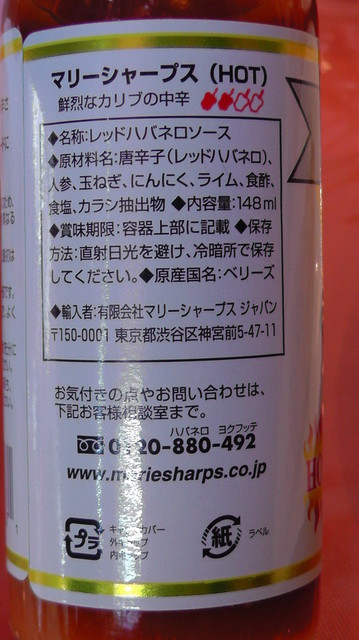 マリーシャープス(HOT)
鮮烈なカリブの中辛
◆名称:レッドハバネロソース
◆原材料名:唐辛子(レッドハバネロ)、
人参、玉ねぎ、にんにく、ライム、食酢、
食塩、カラシ抽出物 ◆内容量:148ml
◆賞味期限:容器上部に記載 ◆保存
方法:直射日光を避け、冷暗所で保存
してください。◆原産国名:ベリーズ
◆輸入者:有限会社マリーシャープス ジャパン
〒150-0001 東京都渋谷区神宮前5-47-11
お気付きの点やお問い合わせは、
下記お客様相談室まで。
ハバネロ ヨクフッテ
0120-880-492
www.mariesharps.co.jp
プラ
キャップカバー
外キャップ
内キャップ
紙
ラベル